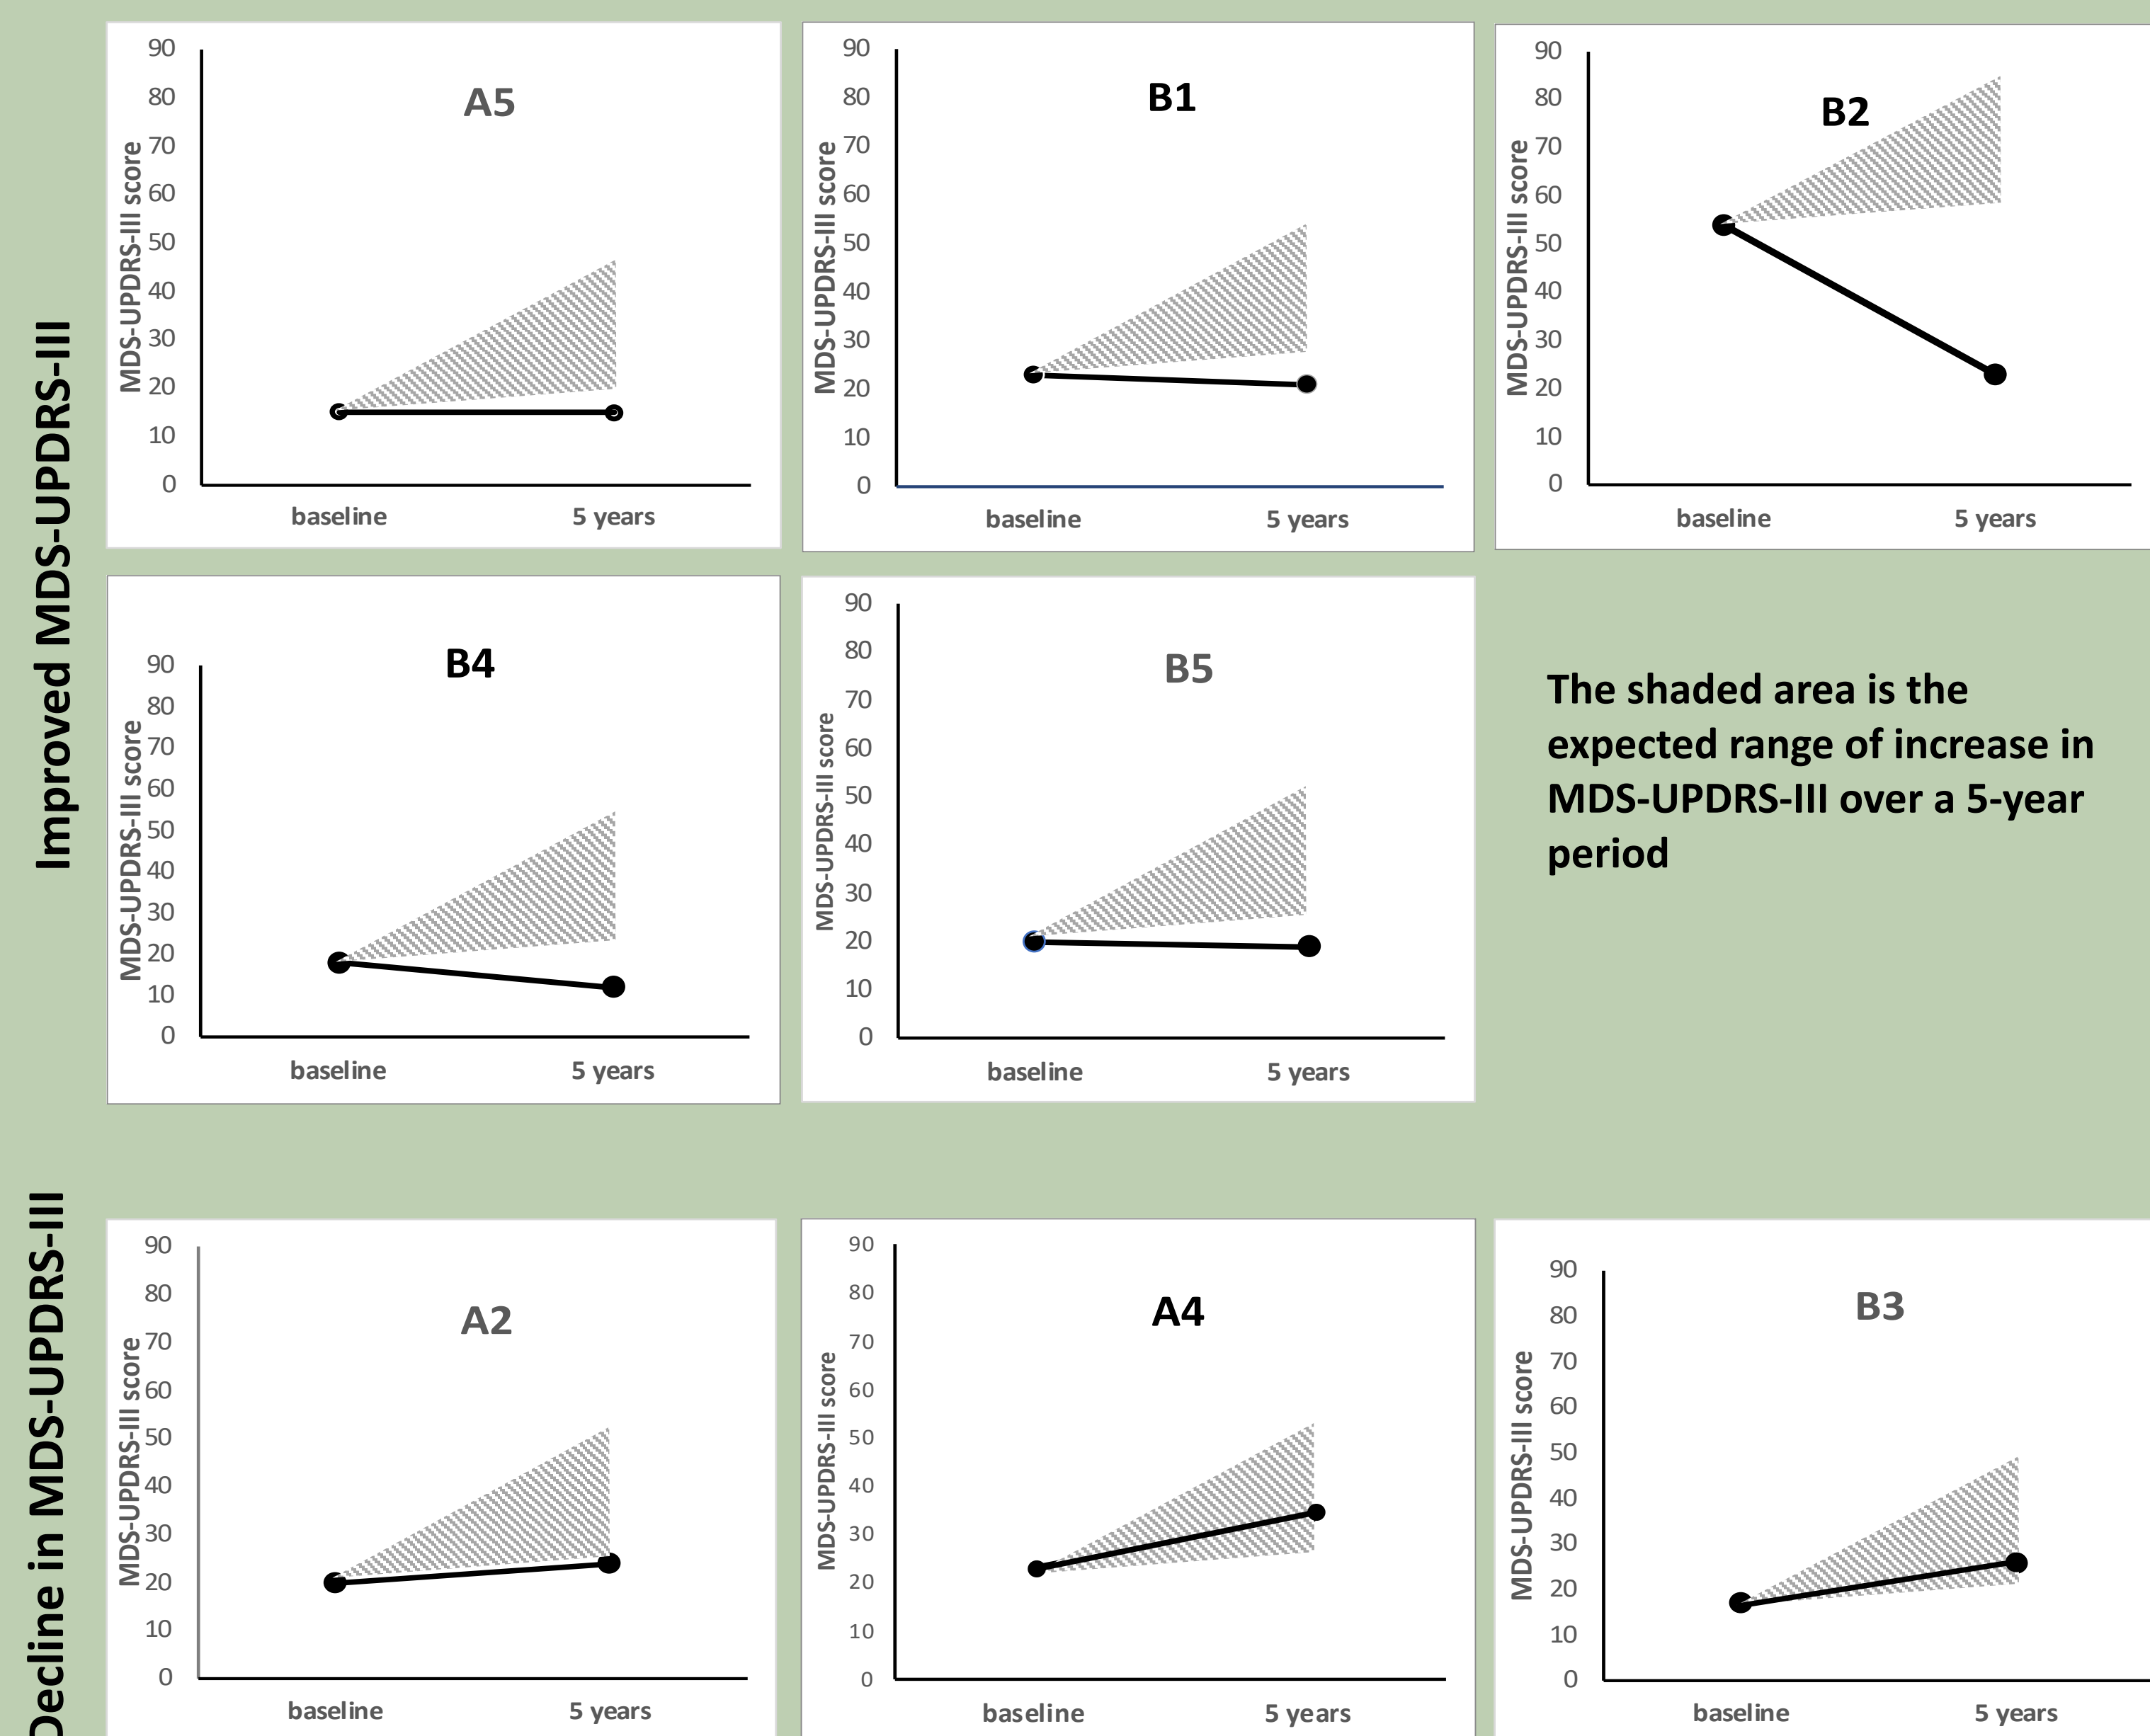 Improved MDS-UPDRS-III
A5
MDS-UPDRS-III score
90
80
70
60
50
40
30
20
10
0
baseline 5 years
B1
MDS-UPDRS-III score
90
80
70
60
50
40
30
20
10
0
baseline 5 years
B2
MDS-UPDRS-III score
90
80
70
60
50
40
30
20
10
0
baseline 5 years
B4
MDS-UPDRS-III score
90
80
70
60
50
40
30
20
10
0
baseline 5 years
B5
MDS-UPDRS-III score
90
80
70
60
50
40
30
20
10
0
baseline 5 years
The shaded area is the
expected range of increase in
MDS-UPDRS-III over a 5-year
period
Decline in MDS-UPDRS-III
A2
MDS-UPDRS-III score
90
80
70
60
50
40
30
20
10
0
baseline 5 years
A4
MDS-UPDRS-III score
90
80
70
60
50
40
30
20
10
0
baseline 5 years
B3
MDS-UPDRS-III score
90
80
70
60
50
40
30
20
10
0
baseline 5 years